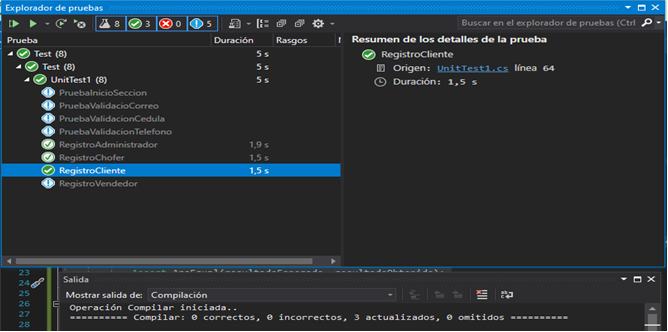 Explorador de pruebas
8 3 0 5
Buscar en el explorador de pruebas (Ctrl
Prueba Duración Rasgos
Test (8) 5 s
Test (8) 5 s
UnitTest1 (8) 5 s
PruebaInicioSeccion
PruebaValidacioCorreo
PruebaValidacionCedula
PruebaValidacionTelefono
RegistroAdministrador 1,9 s
RegistroChofer 1,5 s
RegistroCliente 1,5 s
RegistroVendedor
Resumen de los detalles de la prueba
RegistroCliente
Origen: UnitTest1.cs línea 64
Duración: 1,5 s
23
24
25
26
27
28
Salida
Mostrar salida de: Compilación
Operación Compilar iniciada..
========== Compilar: 0 correctos, 0 incorrectos, 3 actualizados, 0 omitidos ==========